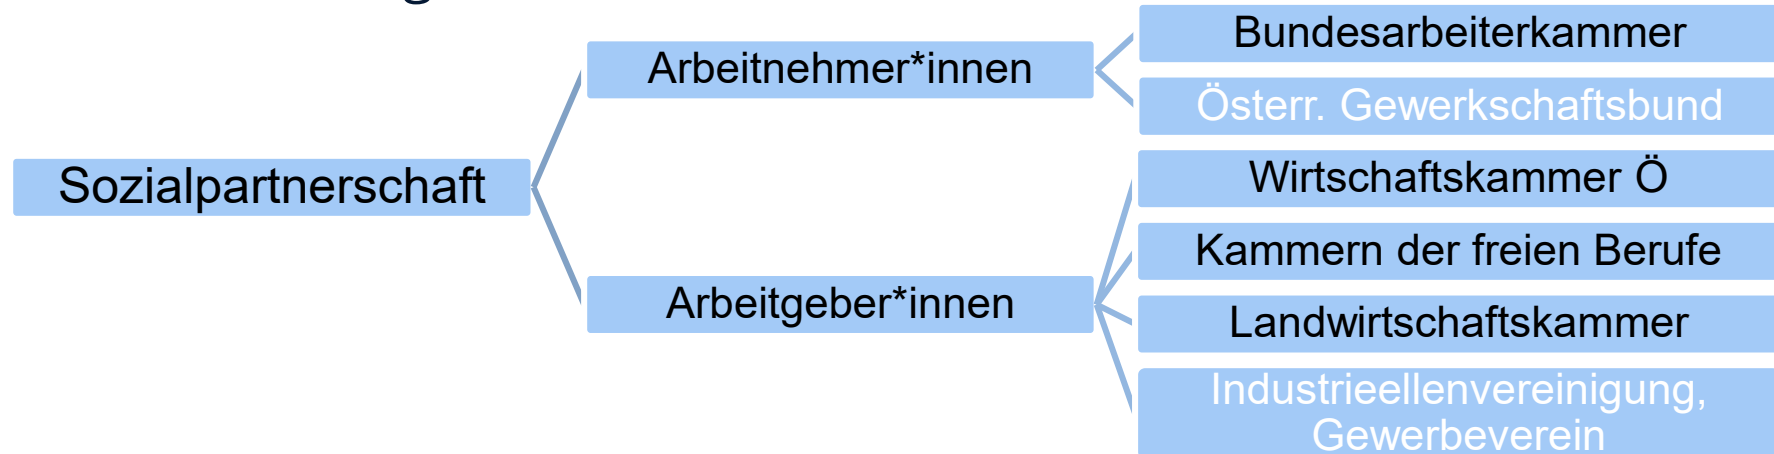 Sozialpartnerschaft
Arbeitnehmer*innen
Bundesarbeiterkammer
Österr. Gewerkschaftsbund
Arbeitgeber*innen
Wirtschaftskammer Ö
Kammern der freien Berufe
Landwirtschaftskammer
Industrieellenvereinigung,
Gewerbeverein